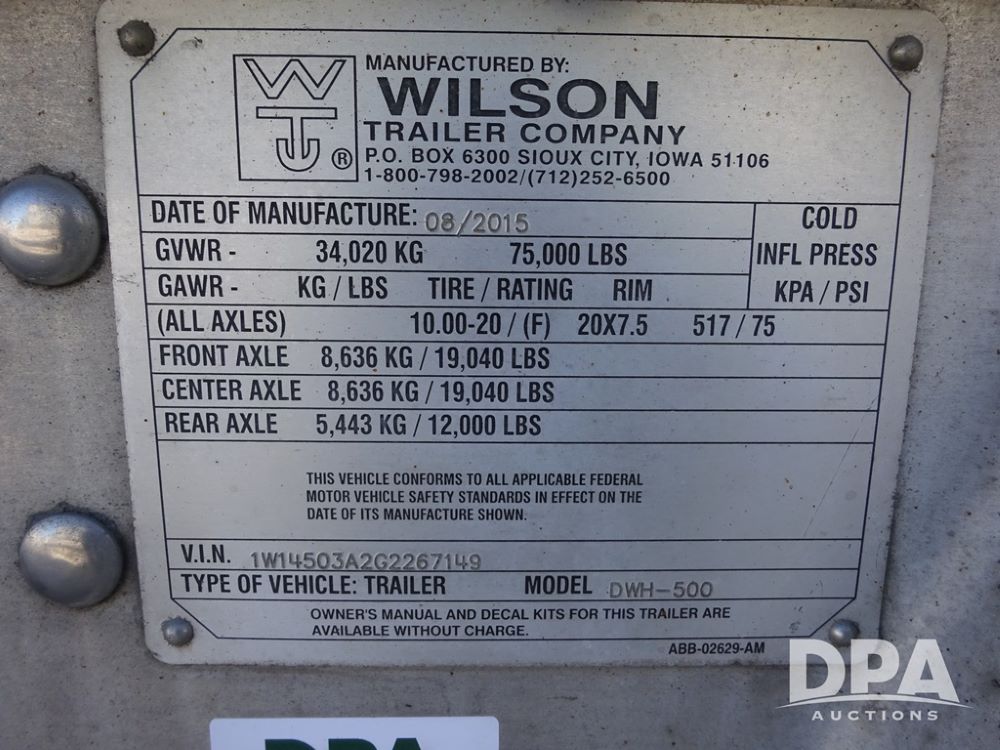 WT
®
MANUFACTURED BY:
WILSON
TRAILER COMPANY
P.O. BOX 6300 SIOUX CITY, IOWA 51106
1-800-798-2002/(712)252-6500
DATE OF MANUFACTURE: 08/2015
COLD
GVWR - 34,020 KG 75,000 LBS
INFL PRESS
GAWR - KG / LBS TIRE / RATING RIM
KPA / PSI
(ALL AXLES) 10.00-20 / (F) 20X7.5 517 / 75
FRONT AXLE 8,636 KG / 19,040 LBS
CENTER AXLE 8,636 KG / 19,040 LBS
REAR AXLE 5,443 KG / 12,000 LBS
THIS VEHICLE CONFORMS TO ALL APPLICABLE FEDERAL
MOTOR VEHICLE SAFETY STANDARDS IN EFFECT ON THE
DATE OF ITS MANUFACTURE SHOWN.
V.I.N. 1W14503A2G2267149
TYPE OF VEHICLE: TRAILER MODEL DWH-500
OWNER'S MANUAL AND DECAL KITS FOR THIS TRAILER ARE
AVAILABLE WITHOUT CHARGE.
ABB-02629-AM
DPA
AUCTIONS
DPA